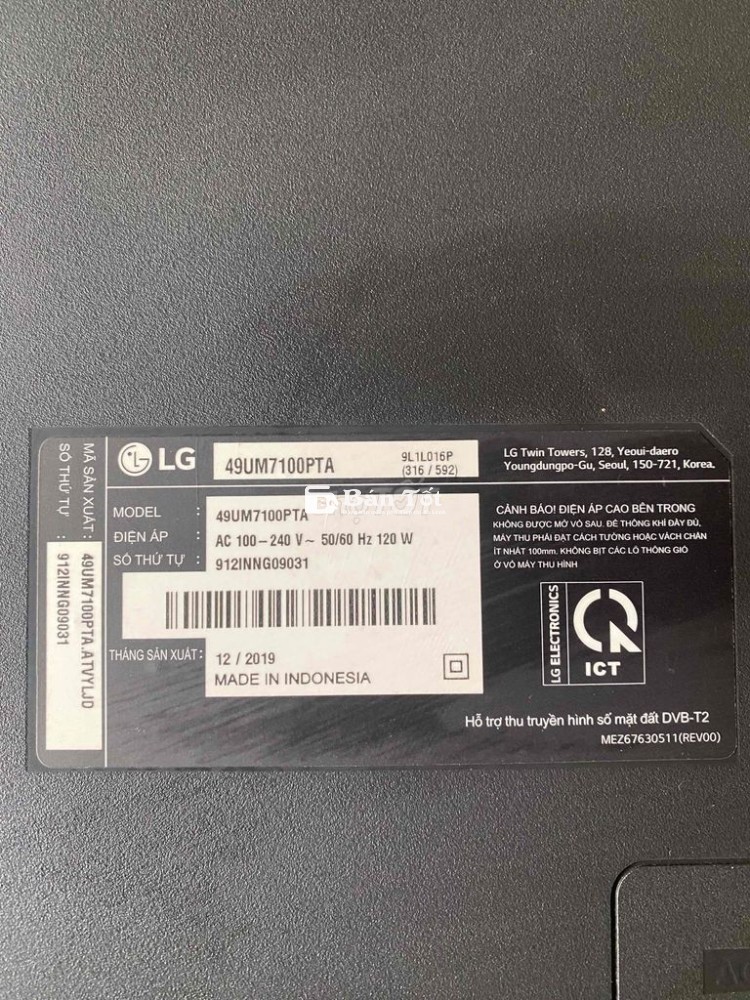 LG
49UM7100PTA
9L1L016P
(316 / 592)
LG Twin Towers, 128, Yeoui-daero
Youngdungpo-Gu, Seoul, 150-721, Korea.
MODEL : 49UM7100PTA
ĐIỆN ÁP : AC 100–240 V~ 50/60 Hz 120 W
SỐ THỨ TỰ : 912INNG09031
THÁNG SẢN XUẤT : 12 / 2019
MADE IN INDONESIA
MÃ SẢN XUẤT : 49UM7100PTA.ATVYLJD
SỐ THỨ TỰ : 912INNG09031
CẢNH BÁO! ĐIỆN ÁP CAO BÊN TRONG
KHÔNG ĐƯỢC MỞ VỎ SAU. ĐỂ THÔNG KHÍ ĐẦY ĐỦ,
MÁY THU PHẢI ĐẶT CÁCH TƯỜNG HOẶC VÁCH CHẮN
ÍT NHẤT 100mm. KHÔNG BỊT CÁC LỖ THÔNG GIÓ
Ở VỎ MÁY THU HÌNH
LG ELECTRONICS
ICT
Hỗ trợ thu truyền hình số mặt đất DVB-T2
MEZ67630511(REV00)
Bán Tốt